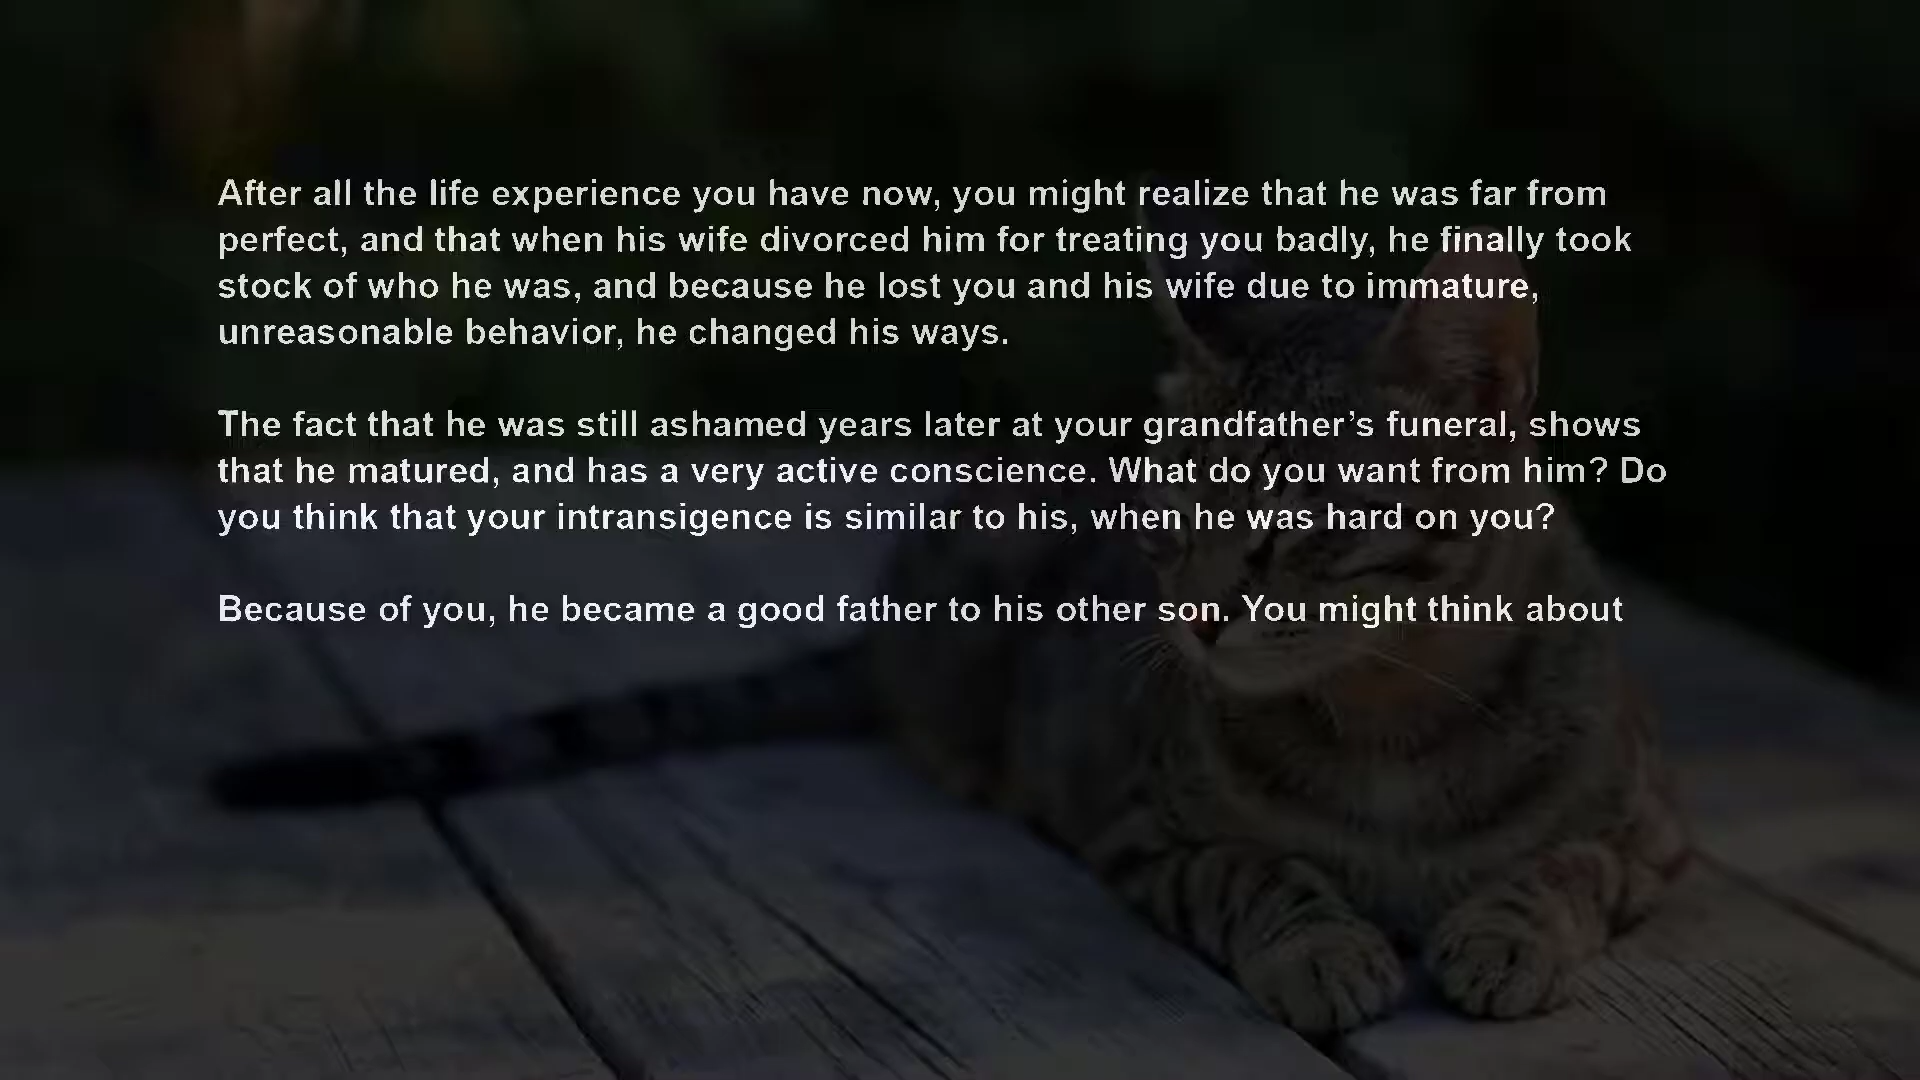 After all the life experience you have now, you might realize that he was far from
perfect, and that when his wife divorced him for treating you badly, he finally took
stock of who he was, and because he lost you and his wife due to immature,
unreasonable behavior, he changed his ways.
The fact that he was still ashamed years later at your grandfather’s funeral, shows
that he matured, and has a very active conscience. What do you want from him? Do
you think that your intransigence is similar to his, when he was hard on you?
Because of you, he became a good father to his other son. You might think about